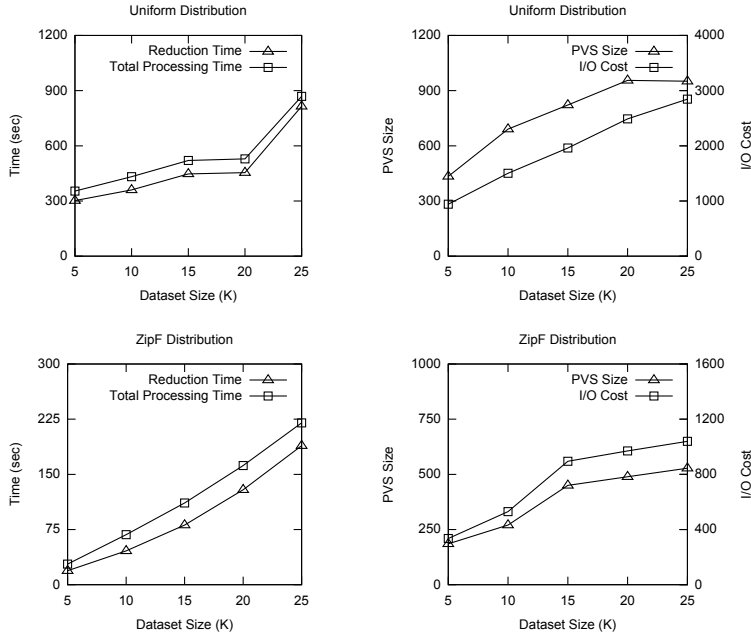 Uniform Distribution
1200
900
600
300
0
5
10
15
20
25
Time (sec)
Dataset Size (K)
Reduction Time
Total Processing Time
Uniform Distribution
1200
900
600
300
0
4000
3000
2000
1000
0
5
10
15
20
25
PVS Size
I/O Cost
Dataset Size (K)
PVS Size
I/O Cost
ZipF Distribution
300
225
150
75
0
5
10
15
20
25
Time (sec)
Dataset Size (K)
Reduction Time
Total Processing Time
ZipF Distribution
1000
750
500
250
0
1600
1200
800
400
0
5
10
15
20
25
PVS Size
I/O Cost
Dataset Size (K)
PVS Size
I/O Cost